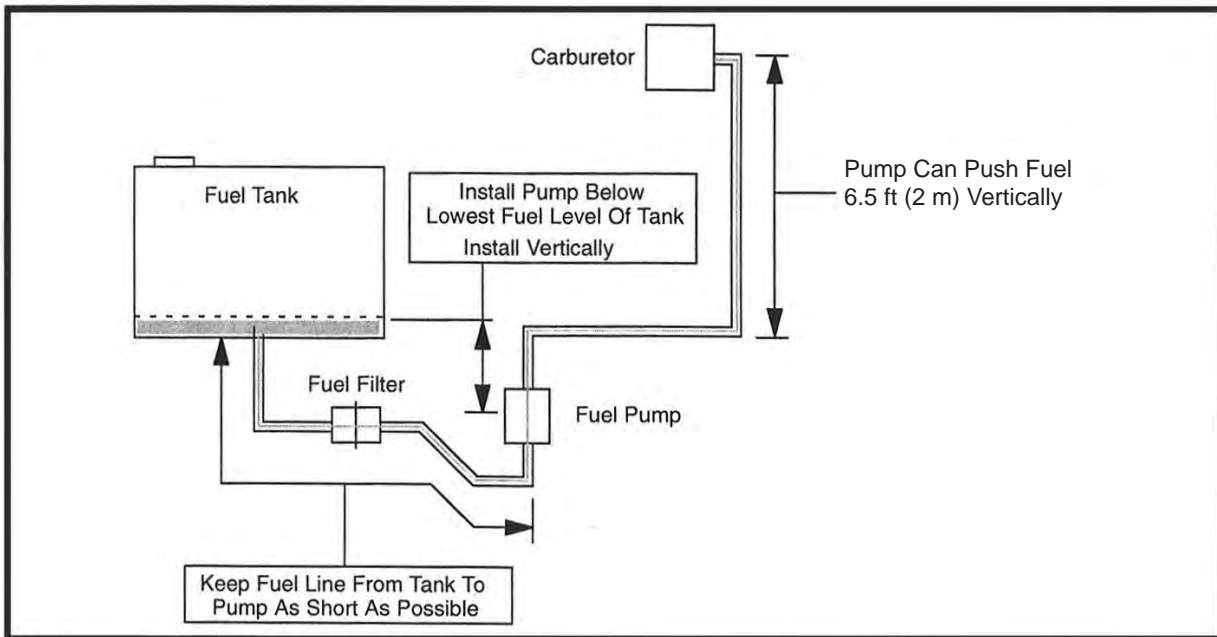 Carburetor
Pump Can Push Fuel
6.5 ft (2 m) Vertically
Fuel Tank
Install Pump Below
Lowest Fuel Level Of Tank
Install Vertically
Fuel Filter
Fuel Pump
Keep Fuel Line From Tank To
Pump As Short As Possible